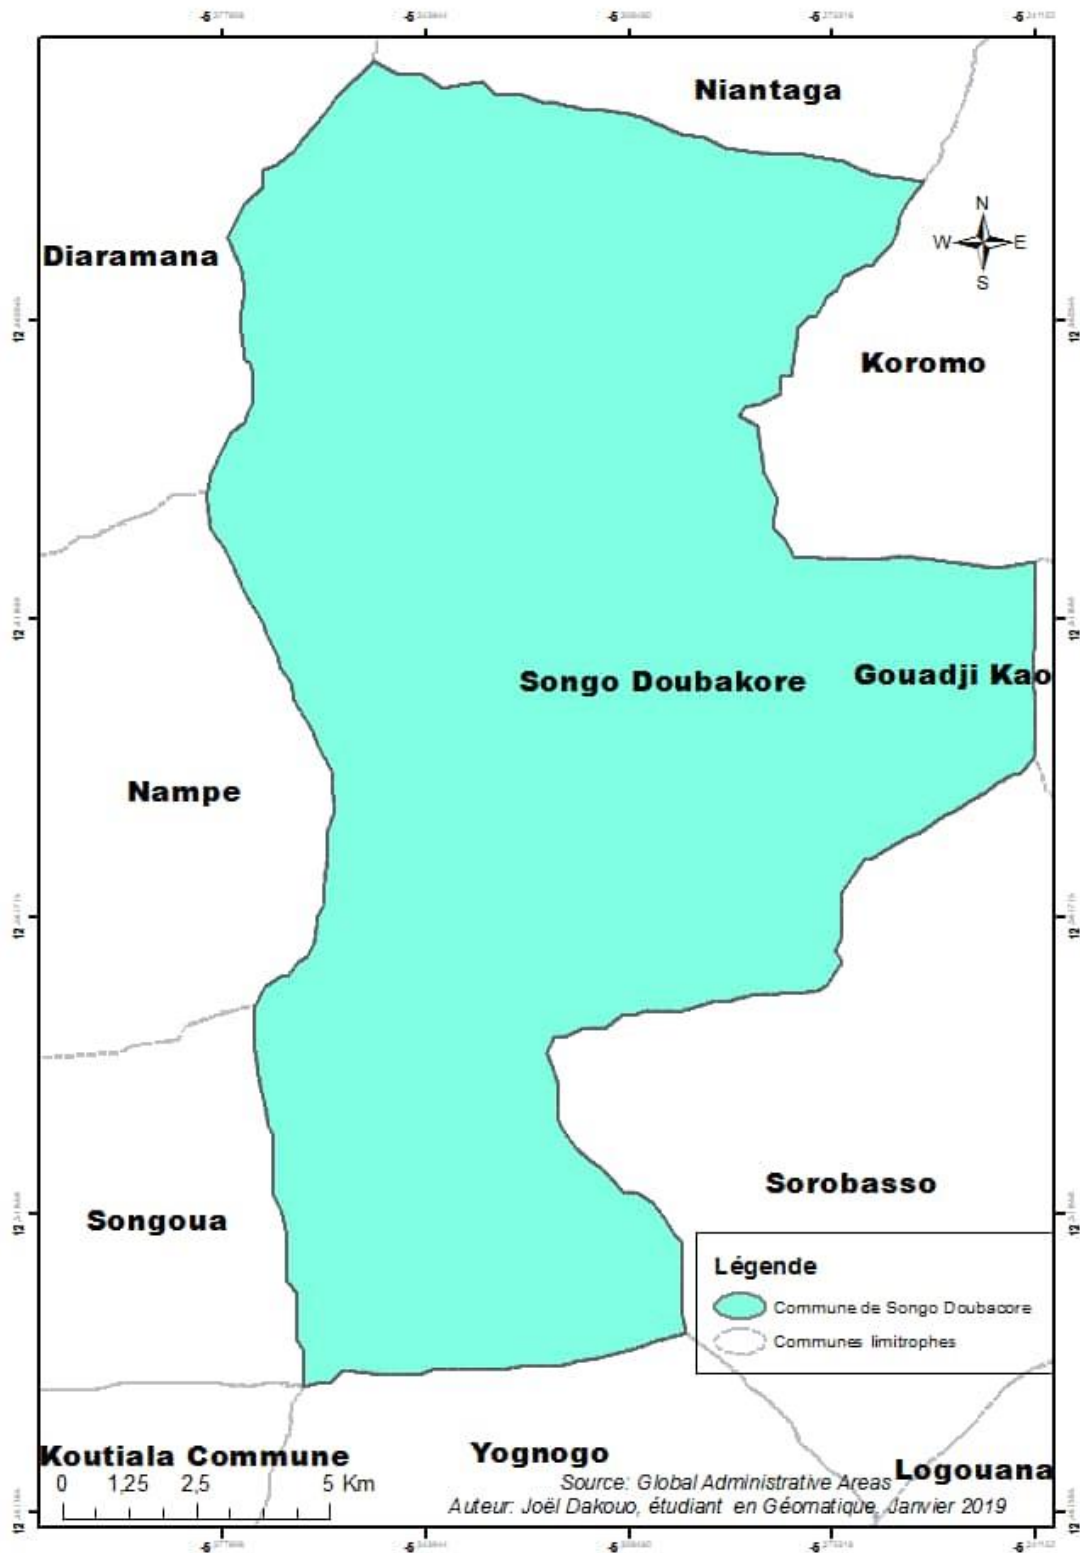 Niantaga
N
W E
S
Diaramana
Koromo
Songo Doubakore
Gouadji Kao
Nampe
Sorobasso
Songoua
Légende
Commune de Songo Doubacore
Communes limitrophes
Koutiala Commune
Yognogo
Logouana
0 1,25 2,5 5 Km
Source: Global Administrative Areas
Auteur: Joël Dakouo, étudiant en Géomatique, Janvier 2019